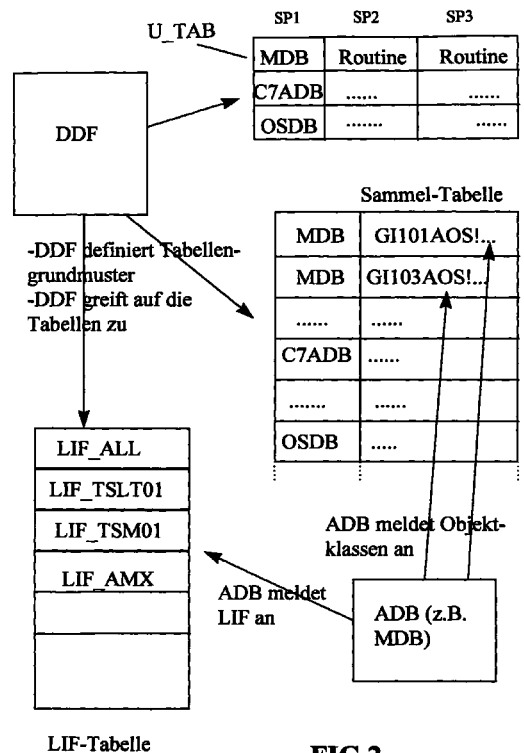 SP1 SP2 SP3
U_TAB
MDB Routine Routine
C7ADB ...... ......
OSDB ....... ......
DDF
Sammel-Tabelle
MDB GI101AOS!...
MDB GI103AOS!...
...... ......
C7ADB ......
....... ......
OSDB .....
-DDF definiert Tabellen-
grundmuster
-DDF greift auf die
Tabellen zu
LIF_ALL
LIF_TSLT01
LIF_TSM01
LIF_AMX
ADB meldet Objekt-
klassen an
ADB meldet
LIF an
ADB (z.B.
MDB)
LIF-Tabelle
FIG 2